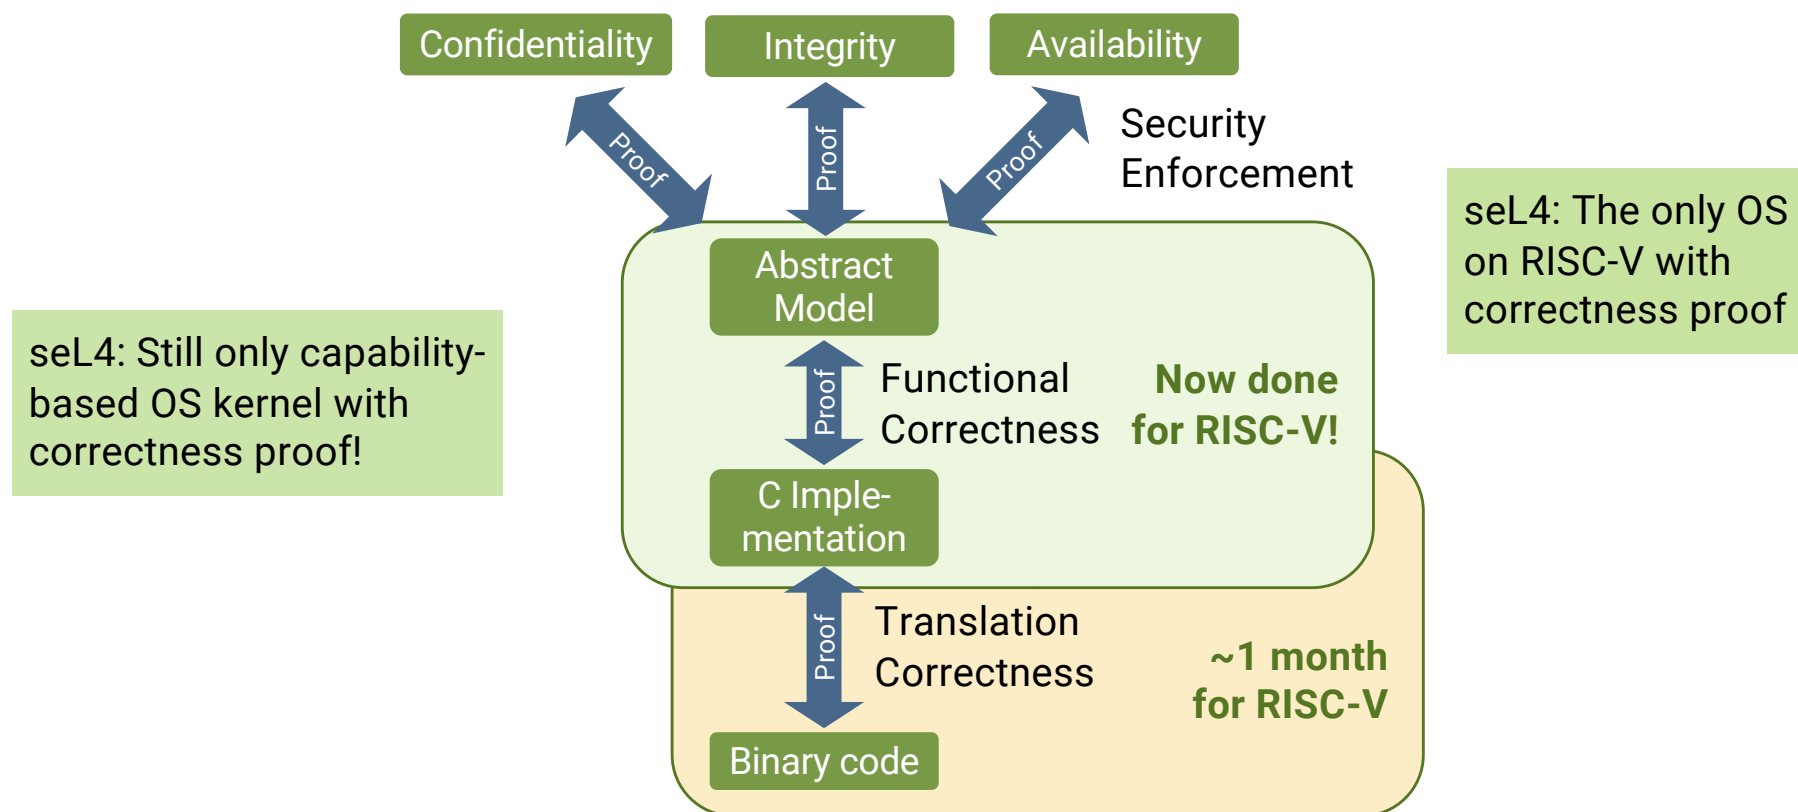 Confidentiality
Integrity
Availability
Proof
Proof
Proof
Security
Enforcement
seL4: The only OS
on RISC-V with
correctness proof
Abstract
Model
seL4: Still only capability-
based OS kernel with
correctness proof!
Proof
Functional
Correctness
Now done
for RISC-V!
C Imple-
mentation
Proof
Translation
Correctness
~1 month
for RISC-V
Binary code